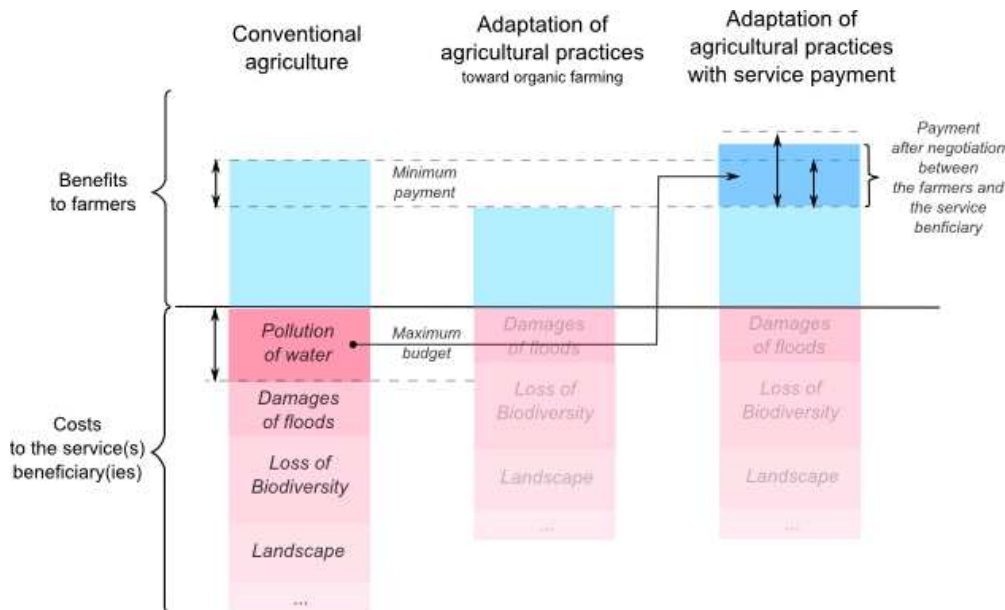 Conventional
agriculture
Adaptation of
agricultural practices
toward organic farming
Adaptation of
agricultural practices
with service payment
Benefits
to farmers
Minimum
payment
Payment
after negotiation
between
the farmers and
the service
benficiary
Costs
to the service(s)
beneficiary(ies)
Pollution
of water
Maximum
budget
Damages
of floods
Loss of
Biodiversity
Landscape
...
Damages
of floods
Loss of
Biodiversity
Landscape
...
Damages
of floods
Loss of
Biodiversity
Landscape
...